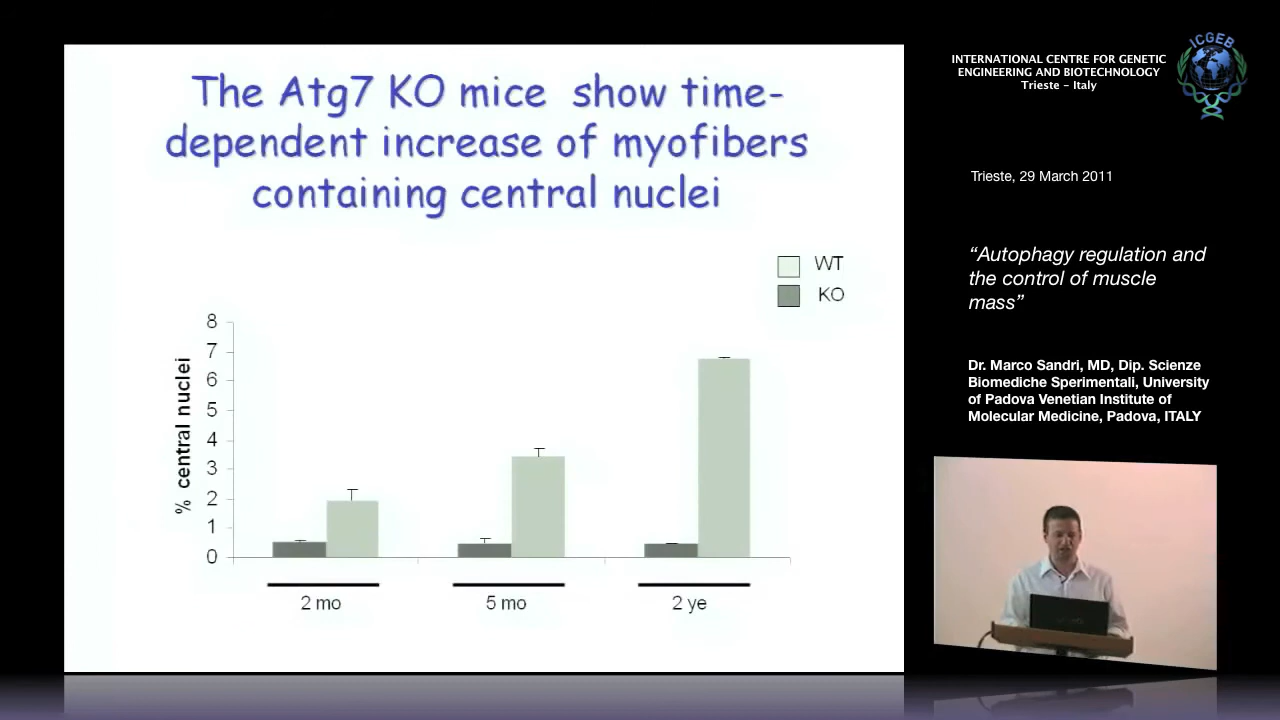 The Atg7 KO mice show time-
dependent increase of myofibers
containing central nuclei
WT
KO
% central nuclei
8
7
6
5
4
3
2
1
0
2 mo
5 mo
2 ye
INTERNATIONAL CENTRE FOR GENETIC
ENGINEERING AND BIOTECHNOLOGY
Trieste - Italy
ICGEB
Trieste, 29 March 2011
“Autophagy regulation and
the control of muscle
mass”
Dr. Marco Sandri, MD, Dip. Scienze
Biomediche Sperimentali, University
of Padova Venetian Institute of
Molecular Medicine, Padova, ITALY